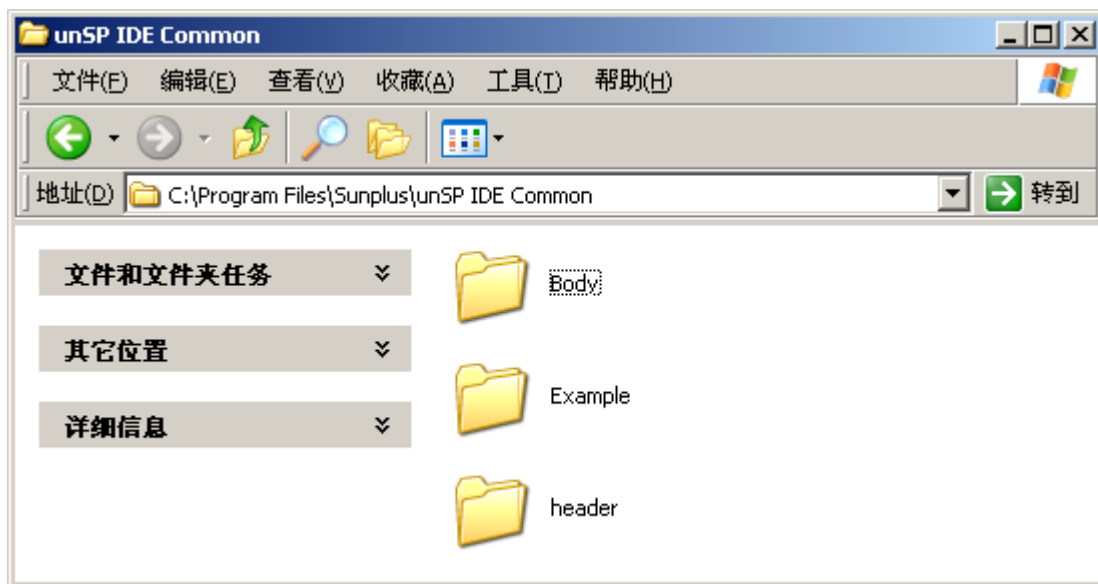 unSP IDE Common
文件(F) 编辑(E) 查看(V) 收藏(A) 工具(T) 帮助(H)
地址(D) C:\Program Files\Sunplus\unSP IDE Common 转到
文件和文件夹任务
Body
其它位置
Example
详细信息
header